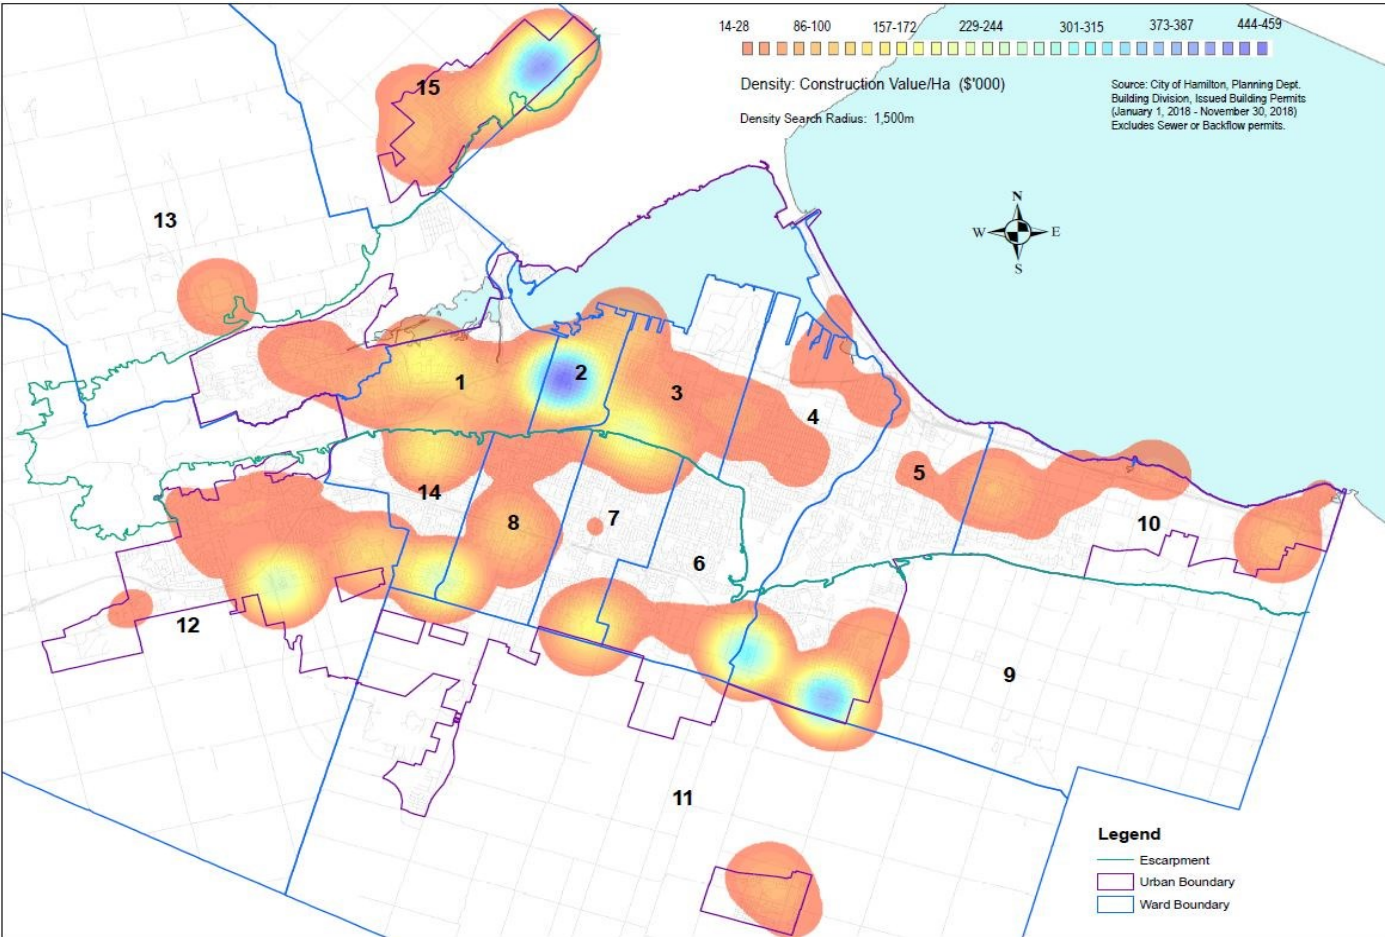 14-28 86-100 157-172 229-244 301-315 373-387 444-459
Density: Construction Value/Ha ($'000)
Density Search Radius: 1,500m
Source: City of Hamilton, Planning Dept.
Building Division, Issued Building Permits
(January 1, 2018 - November 30, 2018)
Excludes Sewer or Backflow permits.
15
13
N
W E
S
2
1
3
4
5
14
8
7
10
6
12
9
11
Legend
Escarpment
Urban Boundary
Ward Boundary